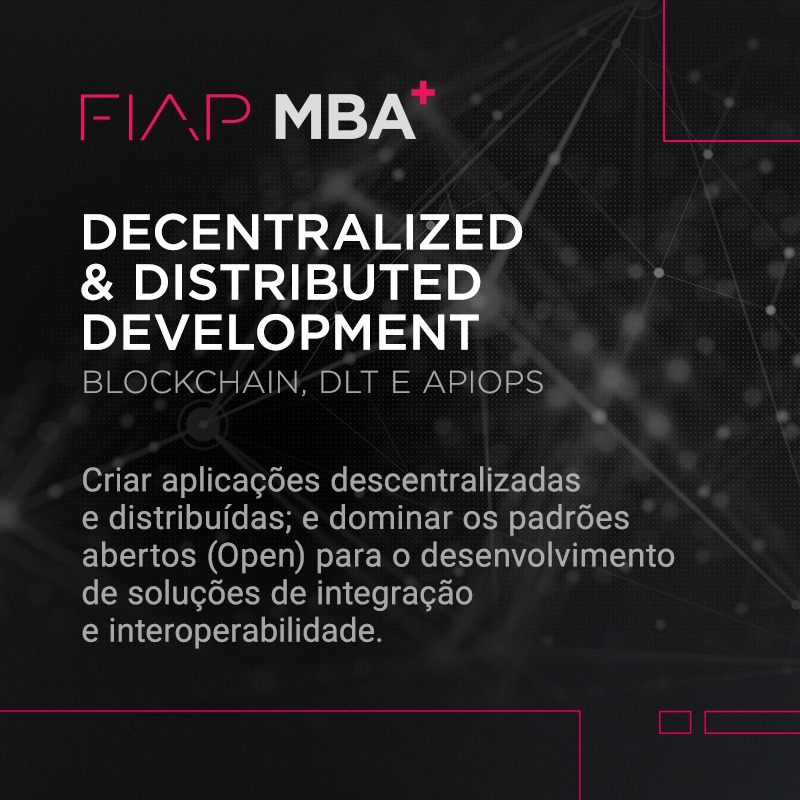 FIAP MBA+
DECENTRALIZED
& DISTRIBUTED
DEVELOPMENT
BLOCKCHAIN, DLT E APIOPS
Criar aplicações descentralizadas
e distribuídas; e dominar os padrões
abertos (Open) para o desenvolvimento
de soluções de integração
e interoperabilidade.